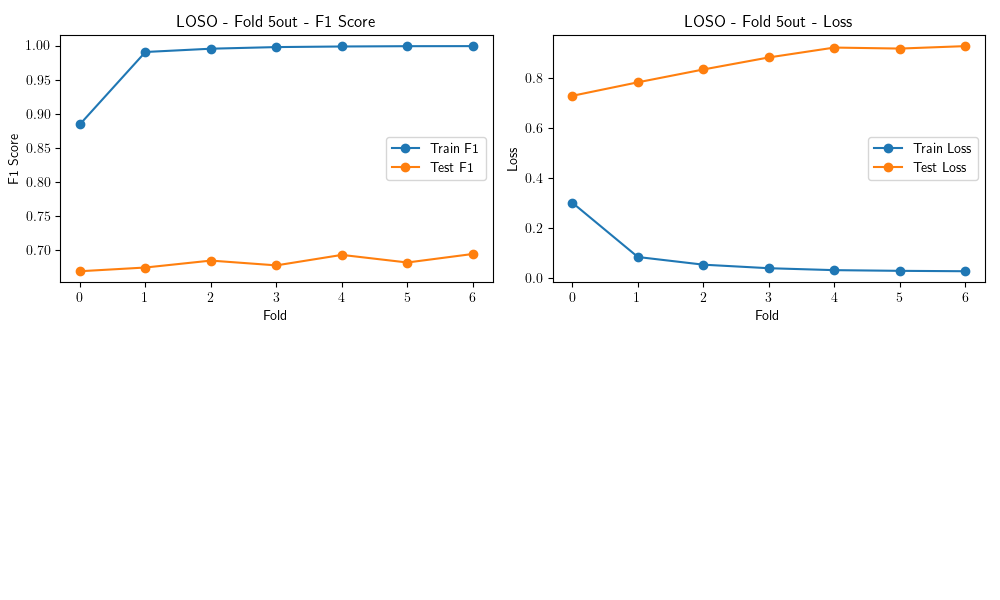 LOSO - Fold 5out - F1 Score
F1 Score
1.00
0.95
0.90
0.85
0.80
0.75
0.70
Train F1
Test F1
0 1 2 3 4 5 6
Fold
LOSO - Fold 5out - Loss
Loss
0.8
0.6
0.4
0.2
0.0
Train Loss
Test Loss
0 1 2 3 4 5 6
Fold